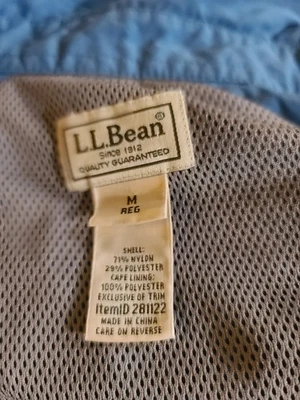 L.L.Bean®
Since 1912
QUALITY GUARANTEED
M
REG
SHELL:
71% NYLON
29% POLYESTER
CAPE LINING:
100% POLYESTER
EXCLUSIVE OF TRIM
ItemID 281122
MADE IN CHINA
CARE ON REVERSE